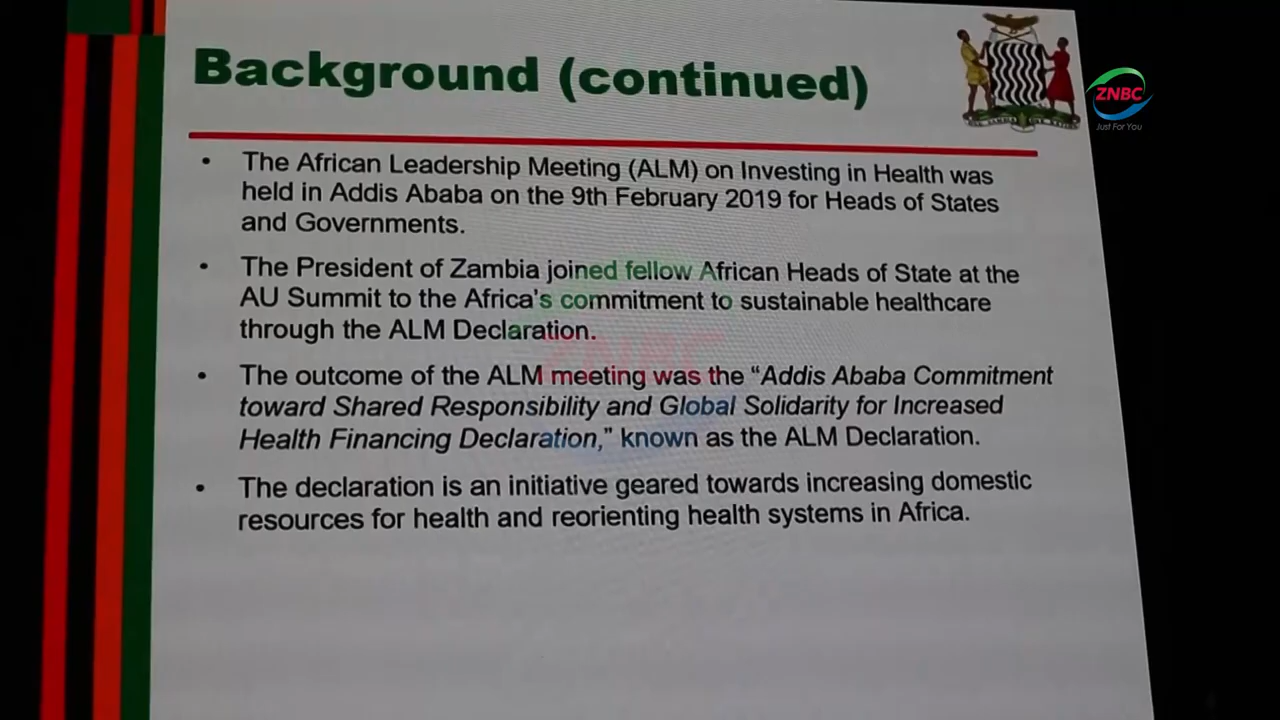 Background (continued)
ZNBC
Just For You
• The African Leadership Meeting (ALM) on Investing in Health was
held in Addis Ababa on the 9th February 2019 for Heads of States
and Governments.
• The President of Zambia joined fellow African Heads of State at the
AU Summit to the Africa's commitment to sustainable healthcare
through the ALM Declaration.
• The outcome of the ALM meeting was the “Addis Ababa Commitment
toward Shared Responsibility and Global Solidarity for Increased
Health Financing Declaration,” known as the ALM Declaration.
• The declaration is an initiative geared towards increasing domestic
resources for health and reorienting health systems in Africa.
ZNBC